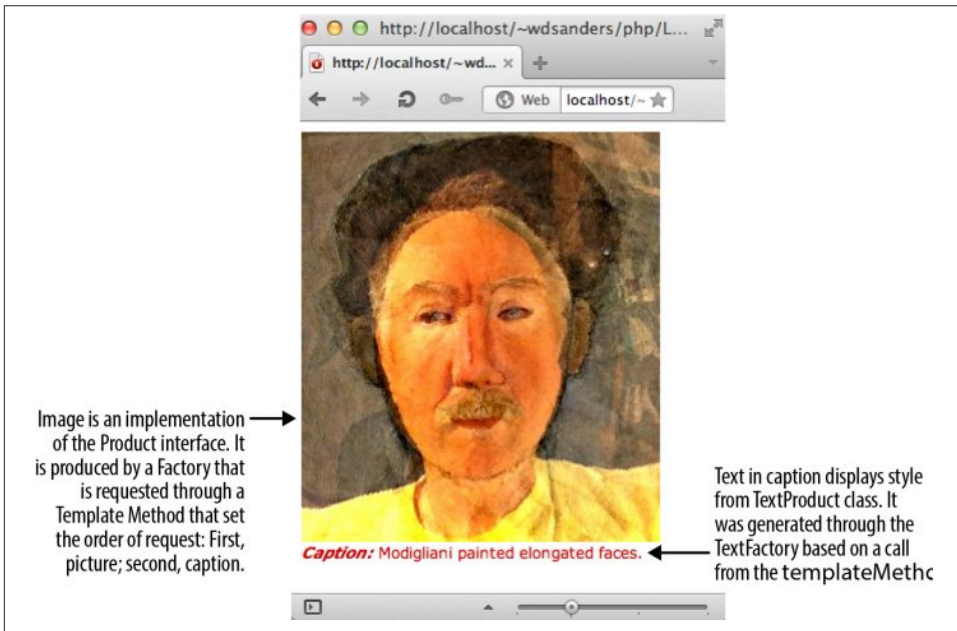 http://localhost/~wdsanders/php/L...
http://localhost/~wd...
Web
localhost/~
Image is an implementation
of the Product interface. It
is produced by a Factory that
is requested through a
Template Method that set
the order of request: First,
picture; second, caption.
Caption: Modigliani painted elongated faces.
Text in caption displays style
from TextProduct class. It
was generated through the
TextFactory based on a call
from the templateMetho